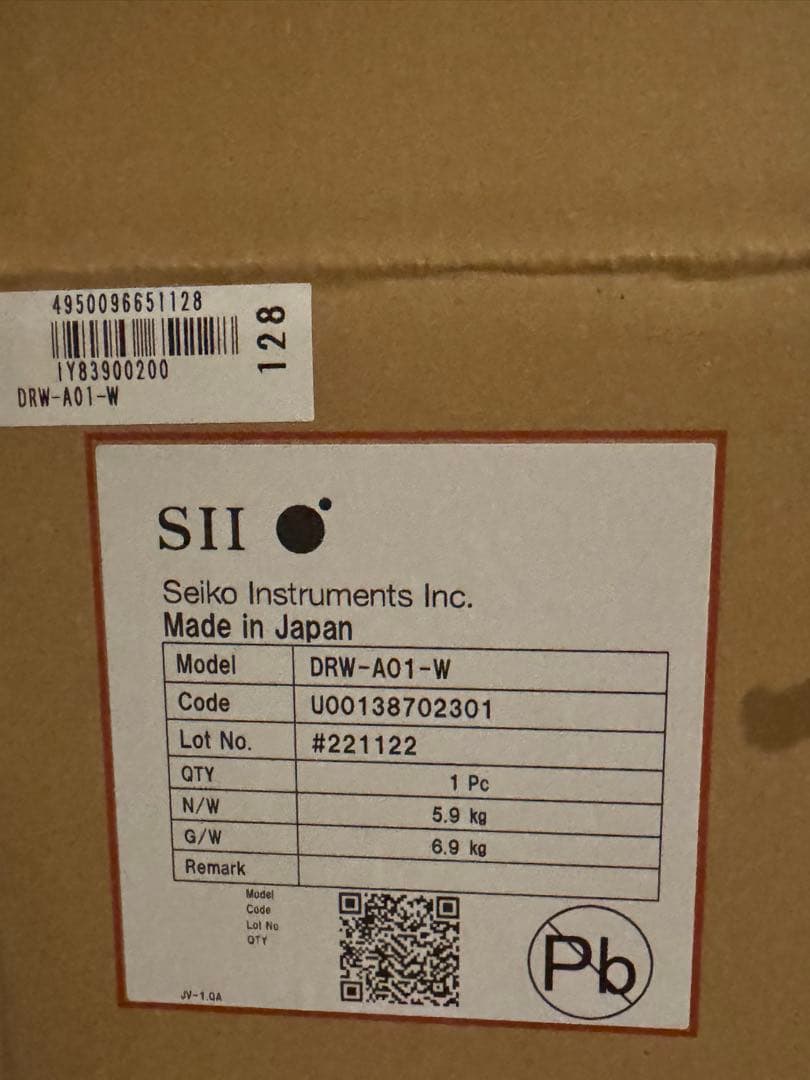 4950096651128
128
IY83900200
DRW-A01-W
SII
Seiko Instruments Inc.
Made in Japan
Model DRW-A01-W
Code U00138702301
Lot No. #221122
QTY 1 Pc
N/W 5.9 kg
G/W 6.9 kg
Remark
Model
Code
Lot No
QTY
Pb
JV-1.0A